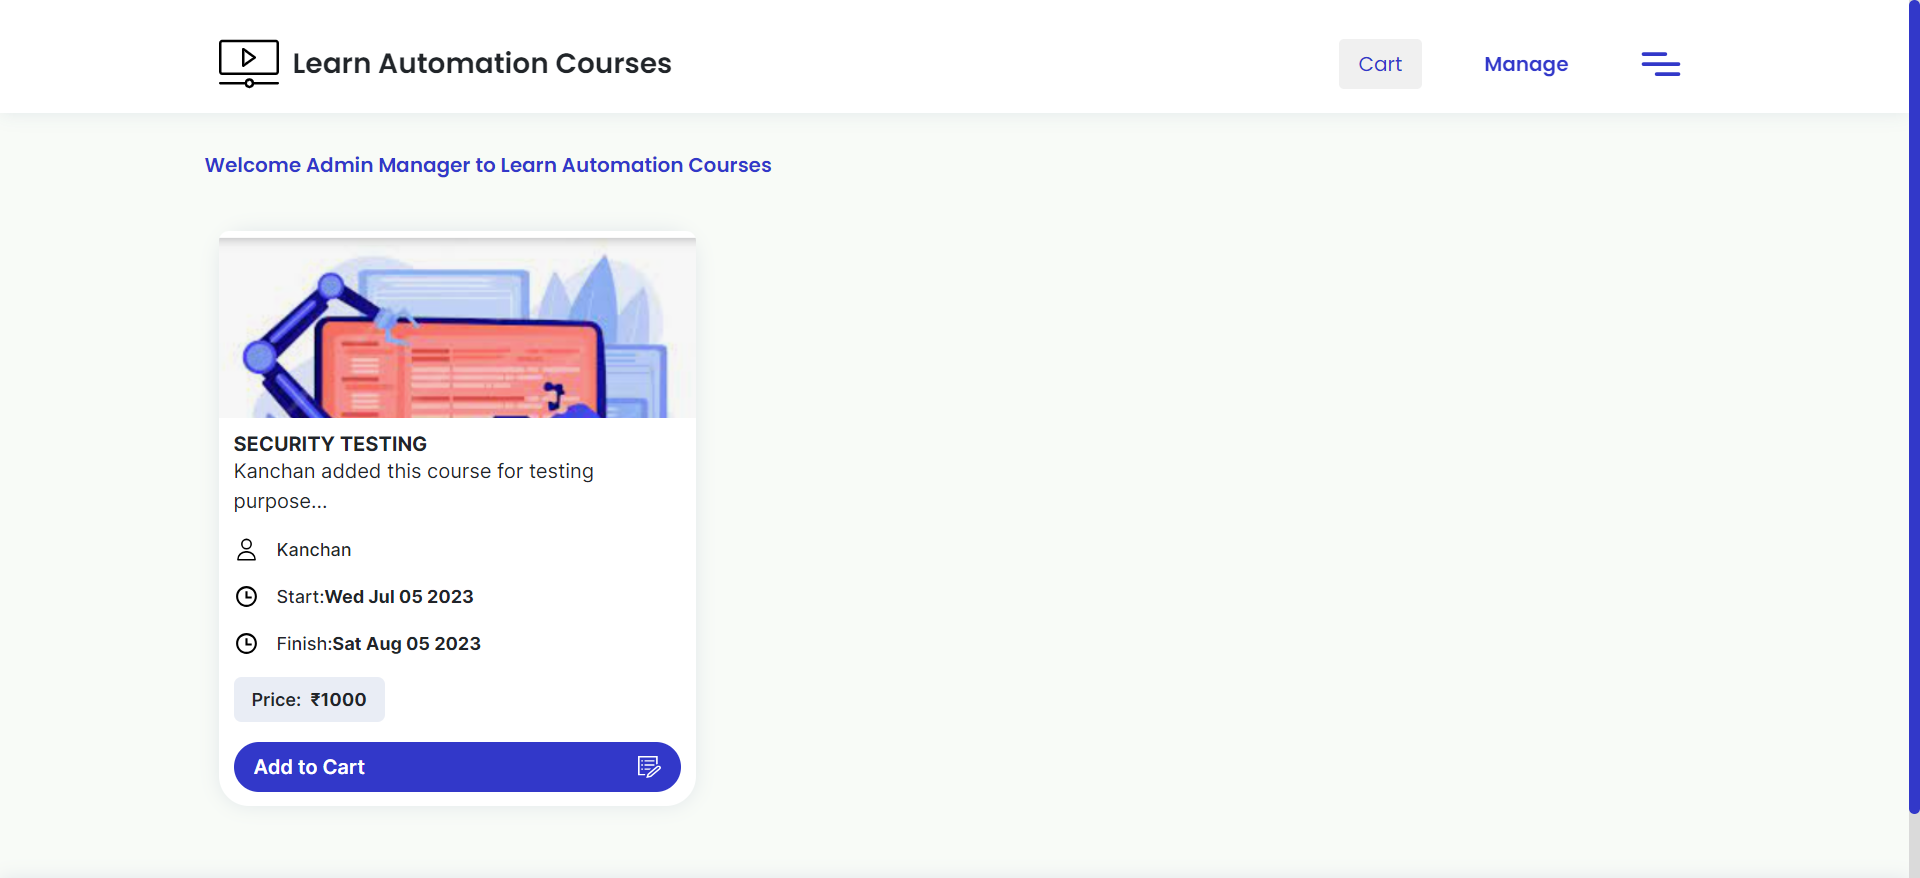 Learn Automation Courses
Cart
Manage
Welcome Admin Manager to Learn Automation Courses
SECURITY TESTING
Kanchan added this course for testing
purpose...
Kanchan
Start:Wed Jul 05 2023
Finish:Sat Aug 05 2023
Price: ₹1000
Add to Cart